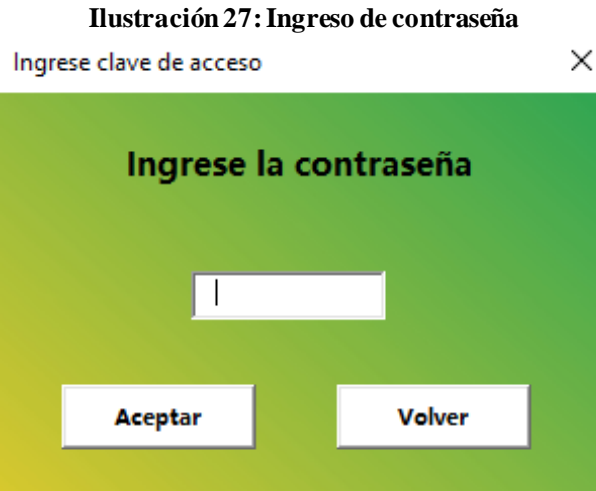 Ilustración 27: Ingreso de contraseña
Ingrese clave de acceso
Ingrese la contraseña
Aceptar
Volver